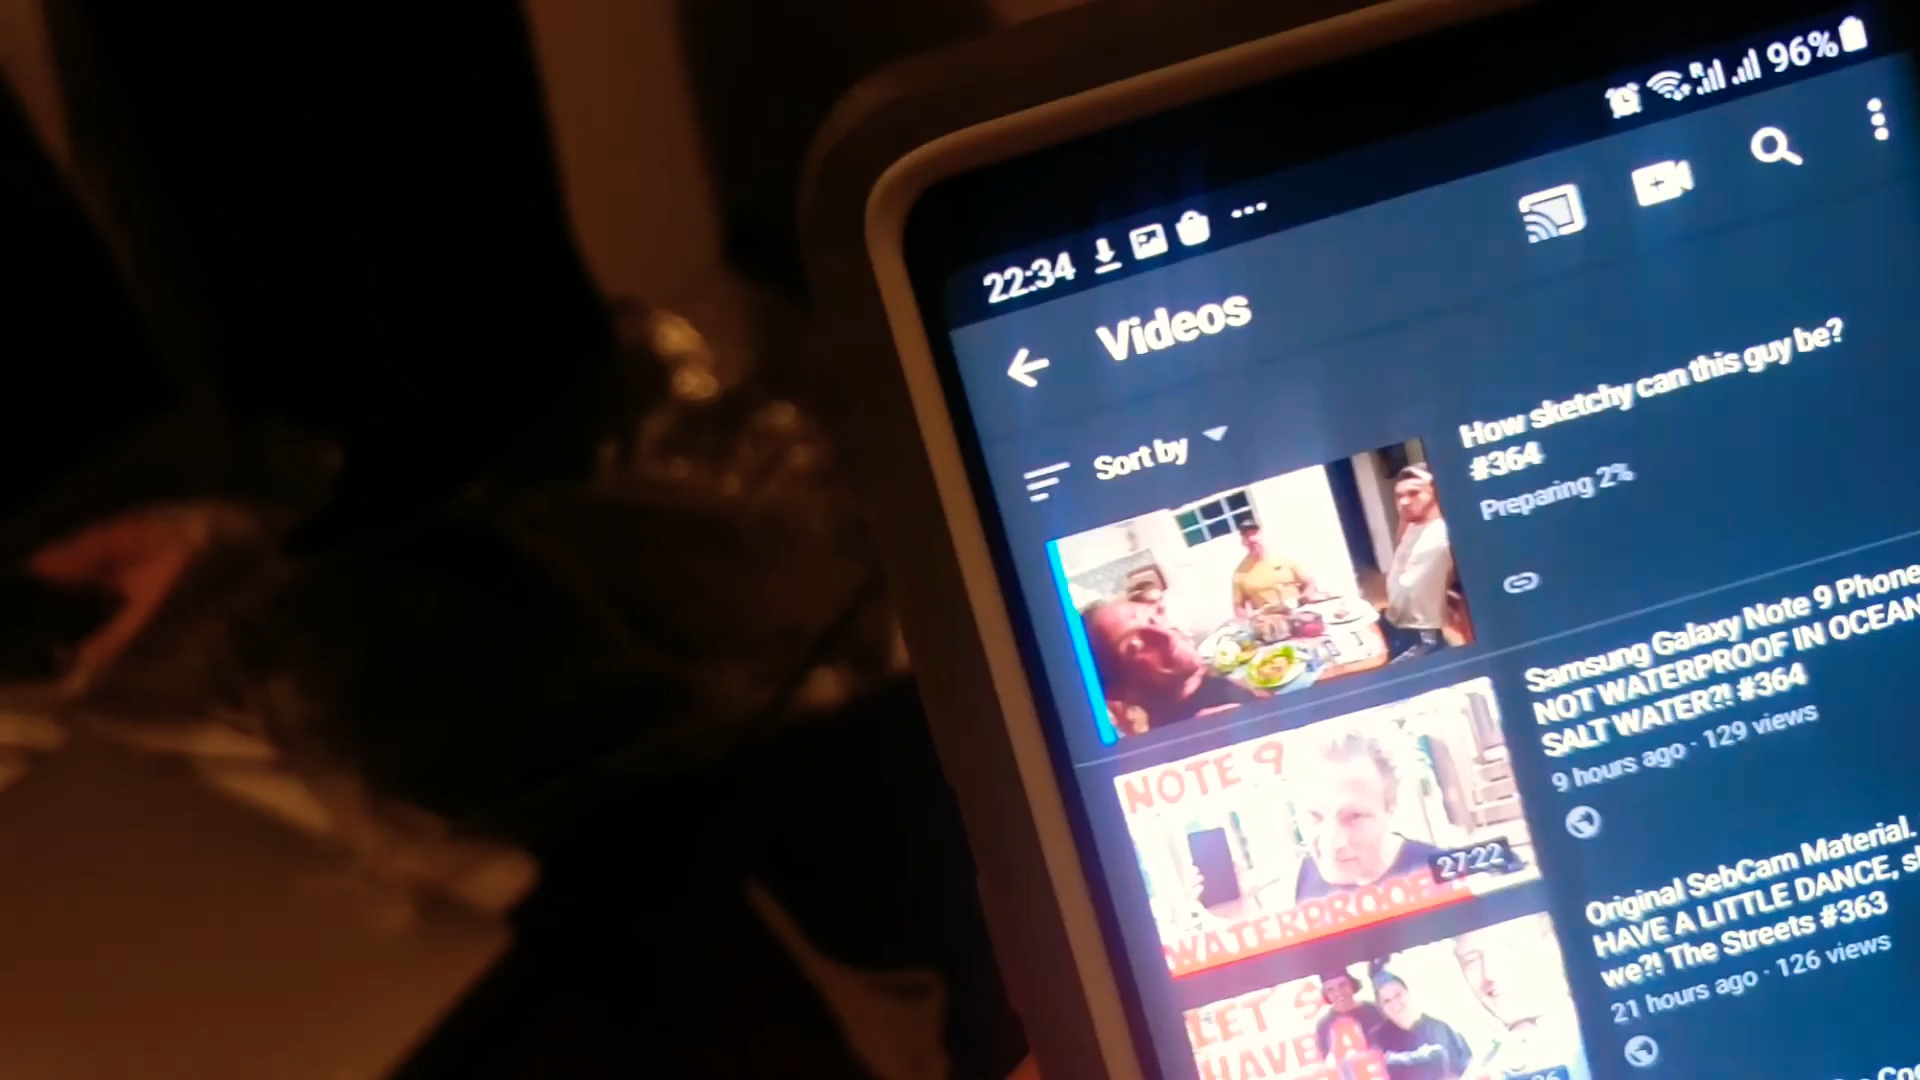 22:34
96%
Videos
Sort by
How sketchy can this guy be?
#364
Preparing 2%
Samsung Galaxy Note 9 Phone
NOT WATERPROOF IN OCEAN
SALT WATER?! #364
9 hours ago · 129 views
NOTE 9
27:22
WATERPROOF
Original SebCam Material.
HAVE A LITTLE DANCE,
we?! The Streets #363
21 hours ago · 126 views
LET'S
HAVE A